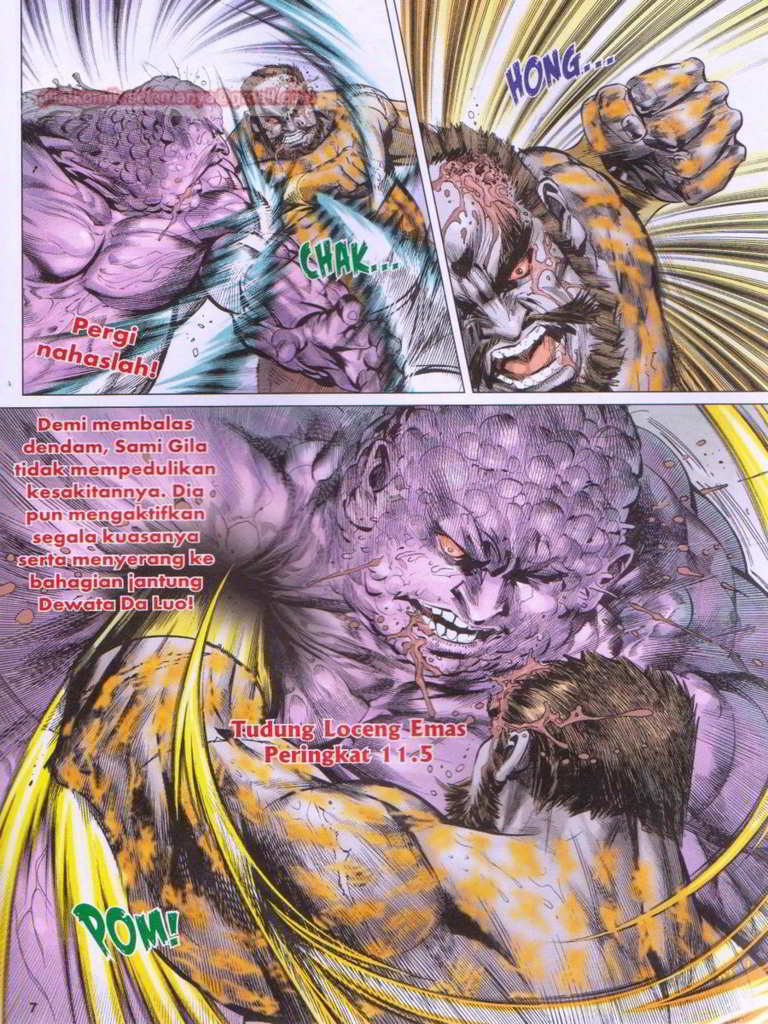 CHAK...
Pergi
nahaslah!
HONG...
Demi membalas
dendam, Sami Gila
tidak mempedulikan
kesakitannya. Dia
pun mengaktifkan
segala kuasanya
serta menyerang ke
bahagian jantung
Dewata Da Luo!
Tudung Loceng Emas
Peringkat 11.5
POM!
7